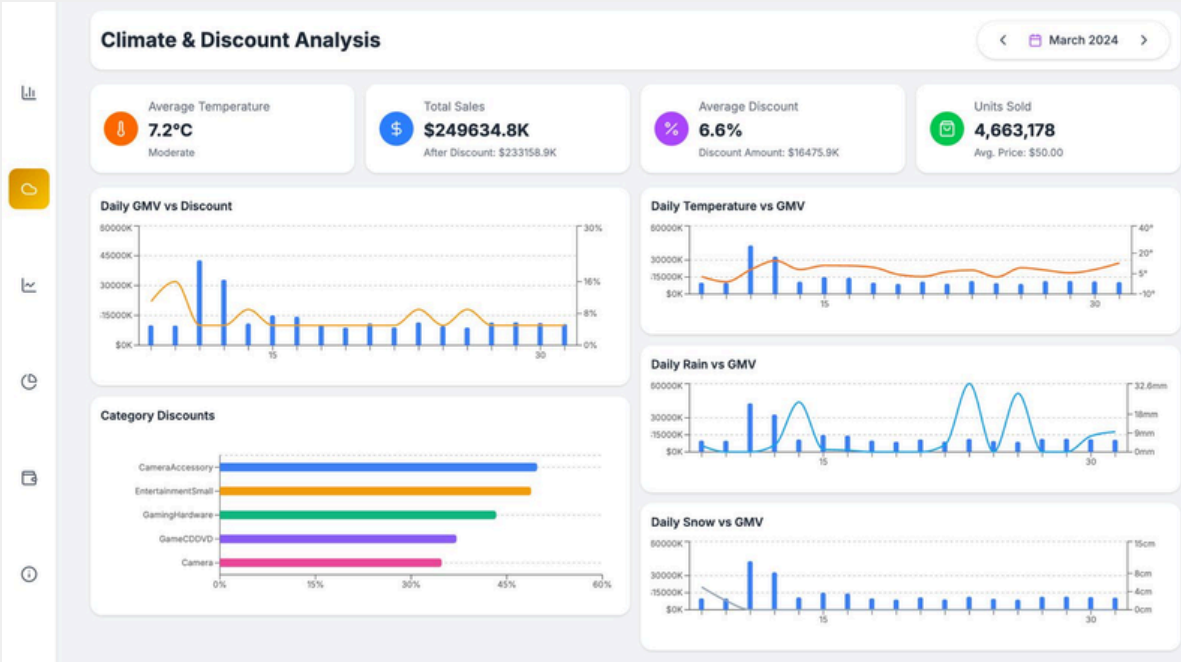 Climate & Discount Analysis
March 2024
Average Temperature
7.2°C
Moderate
Total Sales
$249634.8K
After Discount: $233158.9K
Average Discount
6.6%
Discount Amount: $16475.9K
Units Sold
4,663,178
Avg. Price: $50.00
Daily GMV vs Discount
60000K
45000K
30000K
15000K
$0K
30%
16%
8%
0%
15
30
Category Discounts
CameraAccessory
EntertainmentSmall
GamingHardware
GameCDDVD
Camera
0%
15%
30%
45%
60%
Daily Temperature vs GMV
60000K
30000K
15000K
$0K
40°
20°
5°
-10°
15
30
Daily Rain vs GMV
60000K
30000K
15000K
$0K
32.6mm
18mm
9mm
0mm
15
30
Daily Snow vs GMV
60000K
30000K
15000K
$0K
15cm
8cm
4cm
0cm
15
30